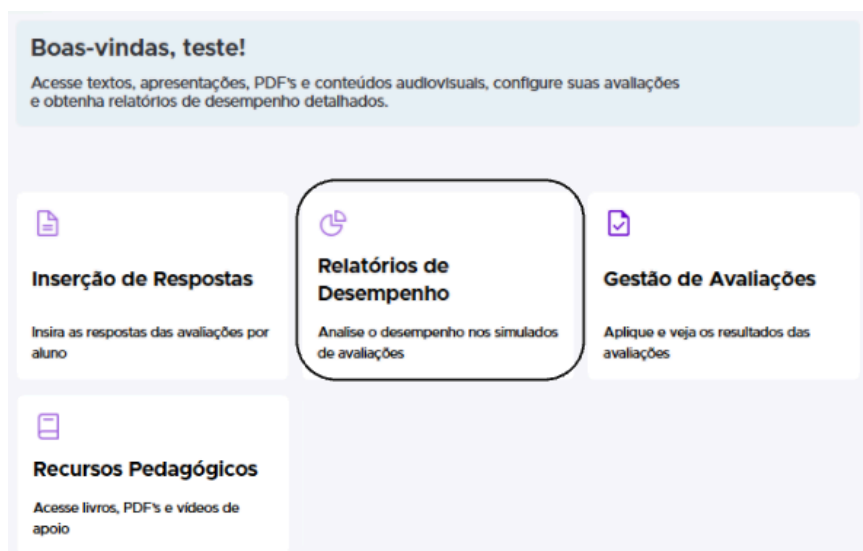 Boas-vindas, teste!
Acesse textos, apresentações, PDF's e conteúdos audiovisuais, configure suas avaliações
e obtenha relatórios de desempenho detalhados.
Inserção de Respostas
Insira as respostas das avaliações por
aluno
Relatórios de
Desempenho
Analise o desempenho nos simulados
de avaliações
Gestão de Avaliações
Aplique e veja os resultados das
avaliações
Recursos Pedagógicos
Acesse livros, PDF's e vídeos de
apoio